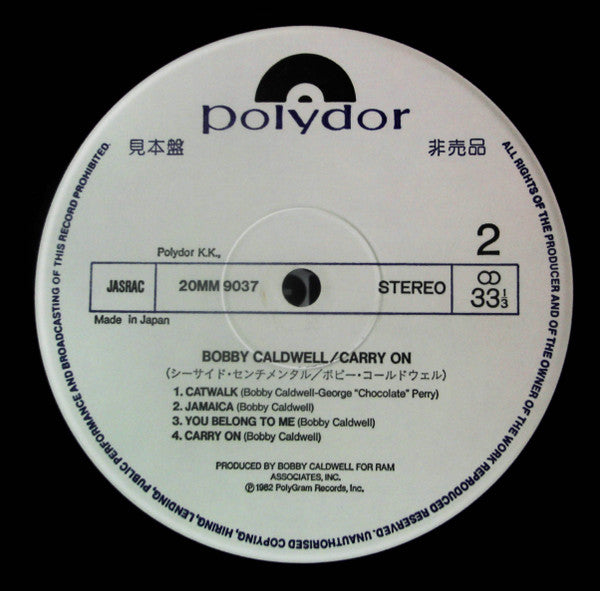 polydor
見本盤
非売品
2
Polydor K.K.,
JASRAC
20MM 9037
STEREO
33 1/3
Made in Japan
BOBBY CALDWELL/CARRY ON
(シーサイド・センチメンタル/ボビー・コールドウェル)
1. CATWALK (Bobby Caldwell-George "Chocolate" Perry)
2. JAMAICA (Bobby Caldwell)
3. YOU BELONG TO ME (Bobby Caldwell)
4. CARRY ON (Bobby Caldwell)
PRODUCED BY BOBBY CALDWELL FOR RAM
ASSOCIATES, INC.
Ⓟ1982 PolyGram Records, Inc.
ALL RIGHTS OF THE PRODUCER AND OF THE OWNER OF THE WORK REPRODUCED RESERVED. UNAUTHORISED COPYING, HIRING, LENDING, PUBLIC PERFORMANCE AND BROADCASTING OF THIS RECORD PROHIBITED.